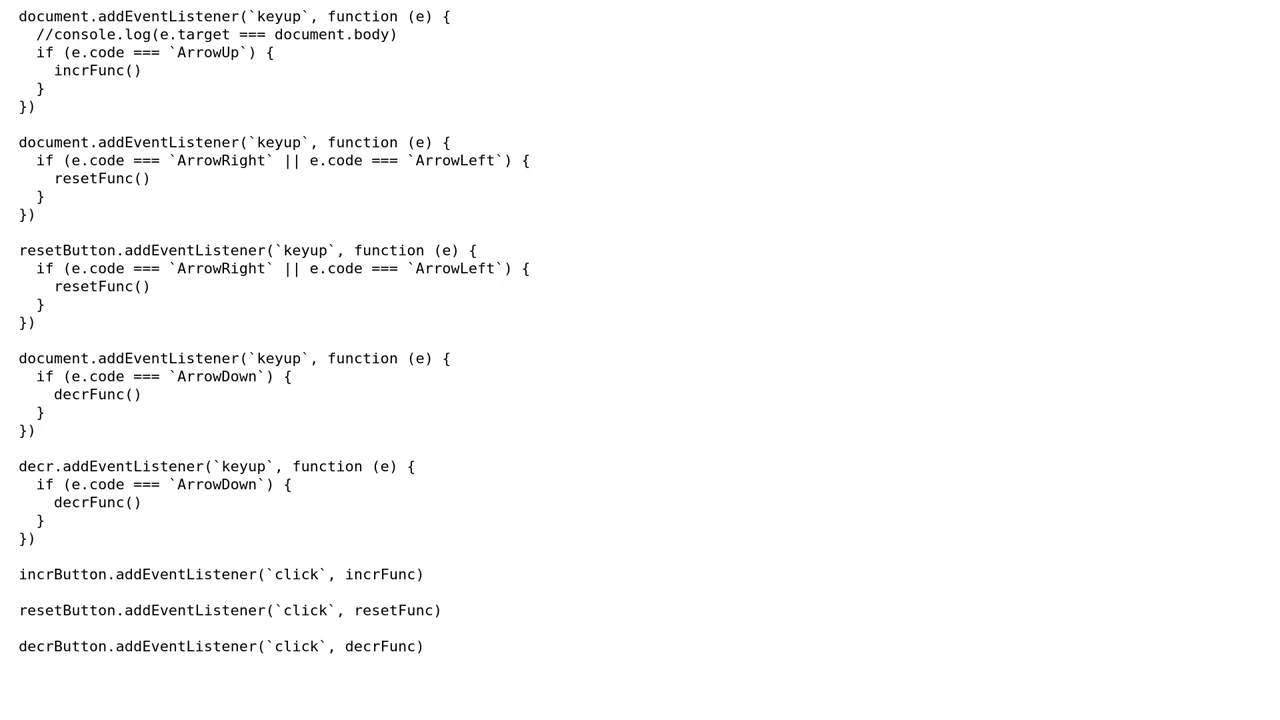 document.addEventListener(`keyup`, function (e) {
  //console.log(e.target === document.body)
  if (e.code === `ArrowUp`) {
    incrFunc()
  }
})

document.addEventListener(`keyup`, function (e) {
  if (e.code === `ArrowRight` || e.code === `ArrowLeft`) {
    resetFunc()
  }
})

resetButton.addEventListener(`keyup`, function (e) {
  if (e.code === `ArrowRight` || e.code === `ArrowLeft`) {
    resetFunc()
  }
})

document.addEventListener(`keyup`, function (e) {
  if (e.code === `ArrowDown`) {
    decrFunc()
  }
})

decr.addEventListener(`keyup`, function (e) {
  if (e.code === `ArrowDown`) {
    decrFunc()
  }
})

incrButton.addEventListener(`click`, incrFunc)

resetButton.addEventListener(`click`, resetFunc)

decrButton.addEventListener(`click`, decrFunc)